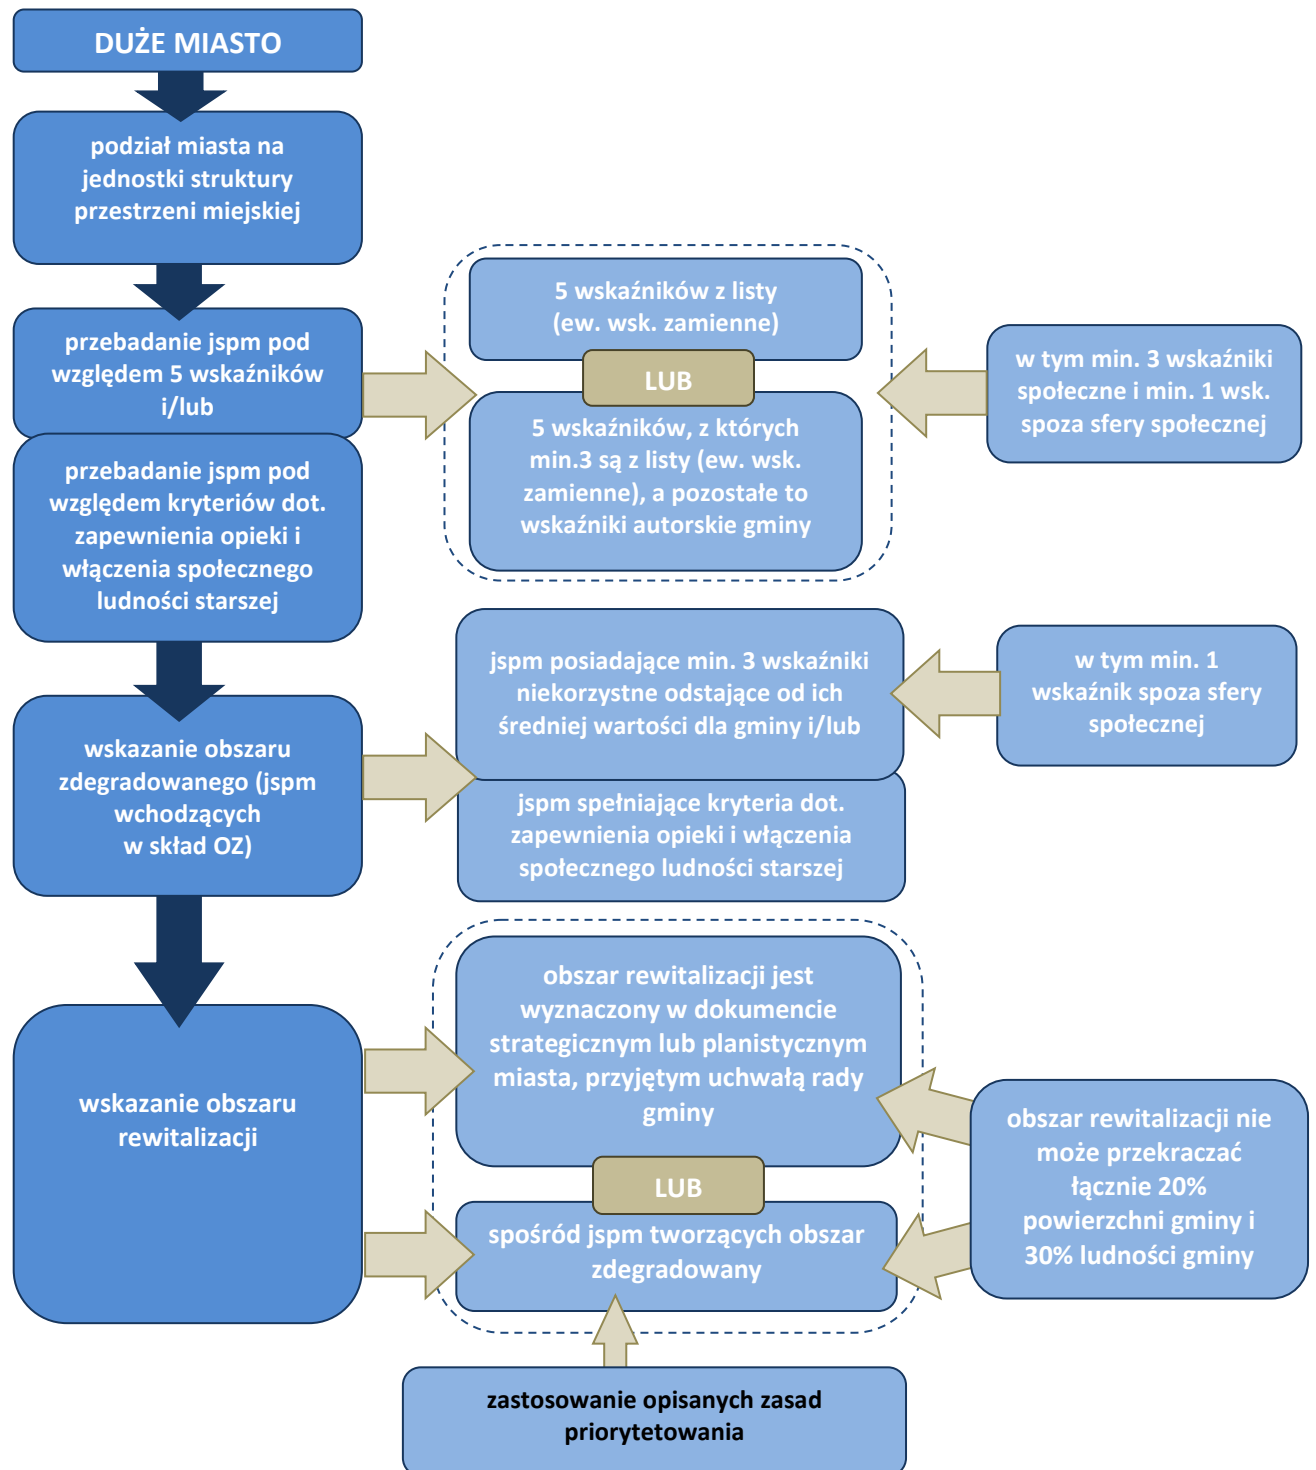 DUŻE MIASTO
podział miasta na
jednostki struktury
przestrzeni miejskiej
przebadanie jspm pod
względem 5 wskaźników
i/lub
przebadanie jspm pod
względem kryteriów dot.
zapewnienia opieki i
włączenia społecznego
ludności starszej
5 wskaźników z listy
(ew. wsk. zamienne)
LUB
5 wskaźników, z których
min.3 są z listy (ew. wsk.
zamienne), a pozostałe to
wskaźniki autorskie gminy
w tym min. 3 wskaźniki
społeczne i min. 1 wsk.
spoza sfery społecznej
wskazanie obszaru
zdegradowanego (jspm
wchodzących
w skład OZ)
jspm posiadające min. 3 wskaźniki
niekorzystne odstające od ich
średniej wartości dla gminy i/lub
jspm spełniające kryteria dot.
zapewnienia opieki i włączenia
społecznego ludności starszej
w tym min. 1
wskaźnik spoza sfery
społecznej
wskazanie obszaru
rewitalizacji
obszar rewitalizacji jest
wyznaczony w dokumencie
strategicznym lub planistycznym
miasta, przyjętym uchwałą rady
gminy
LUB
spośród jspm tworzących obszar
zdegradowany
obszar rewitalizacji nie
może przekraczać
łącznie 20%
powierzchni gminy i
30% ludności gminy
zastosowanie opisanych zasad
priorytetowania